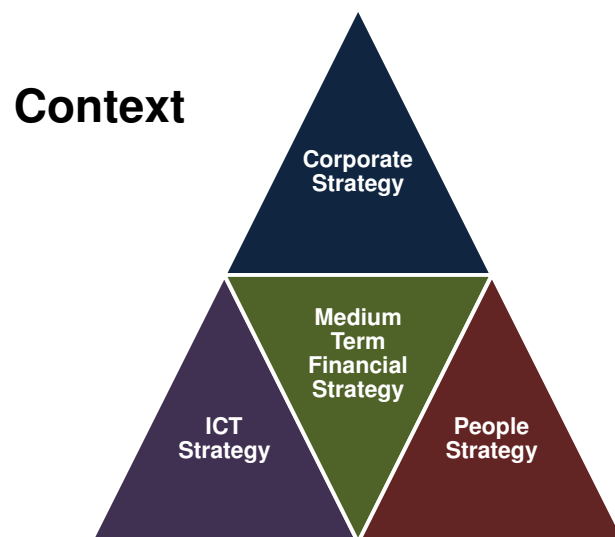 Context
Corporate
Strategy
Medium
Term
Financial
Strategy
ICT
Strategy
People
Strategy